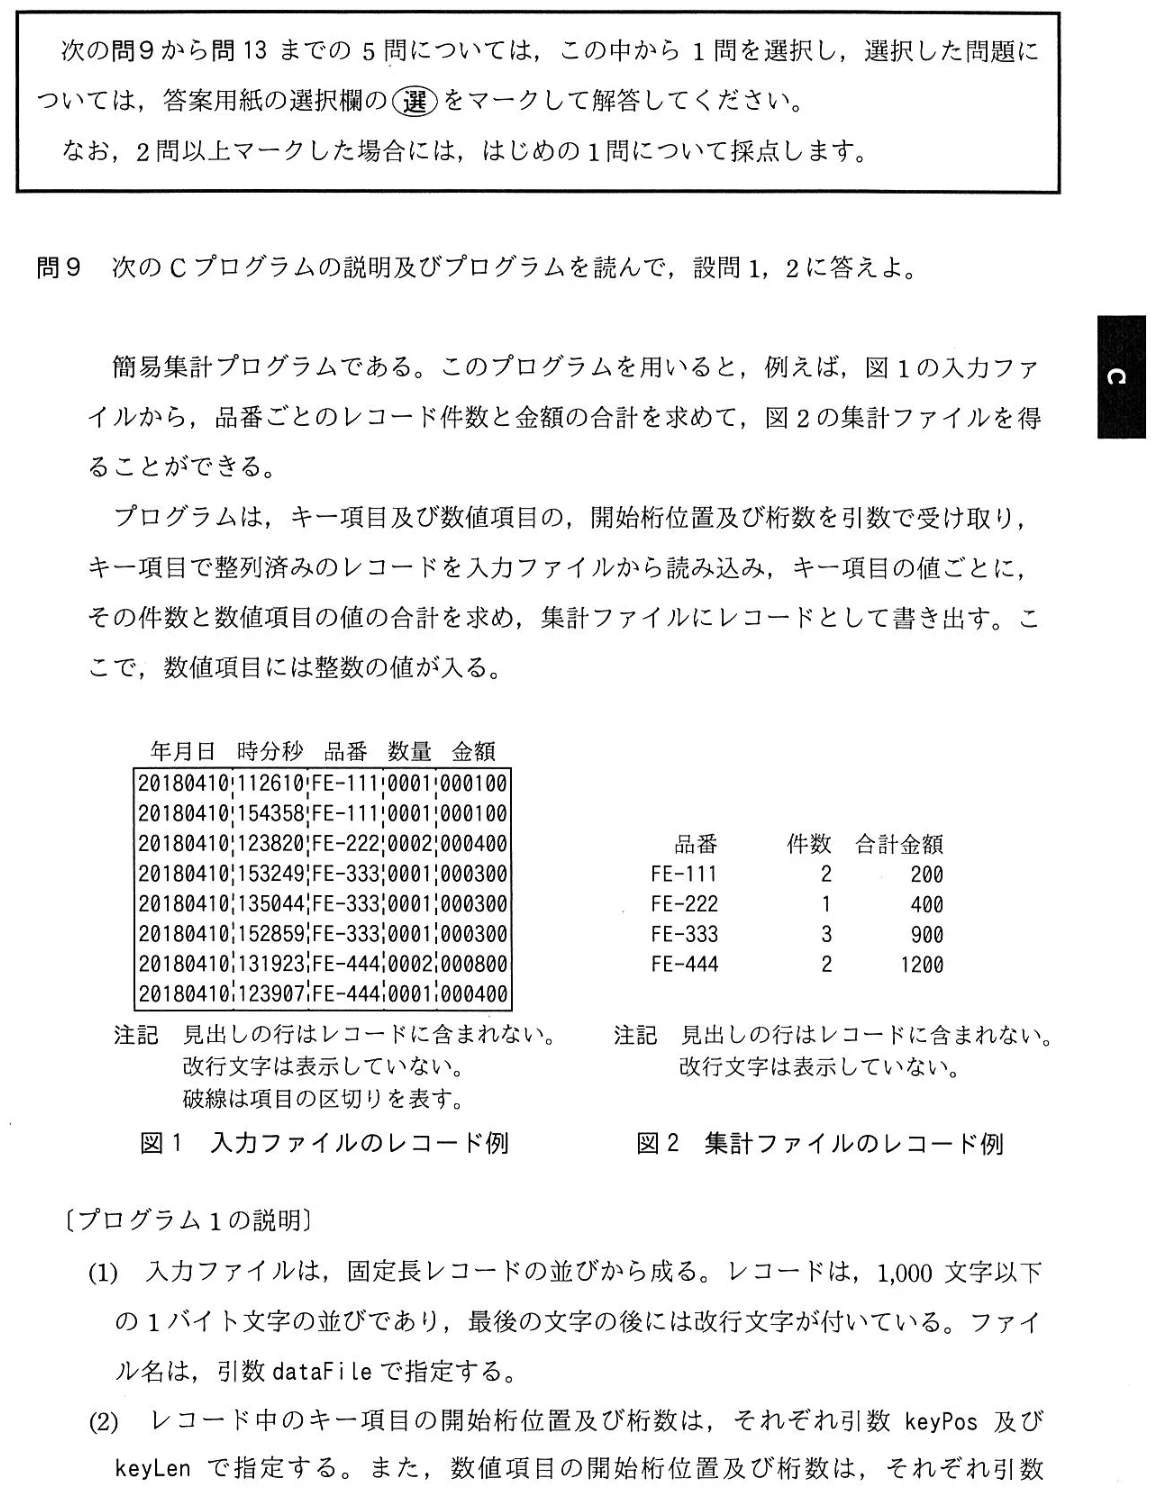 次の問9から問13 までの 5 問については，この中から 1 問を選択し，選択した問題に
ついては，答案用紙の選択欄の選をマークして解答してください。
なお，2 問以上マークした場合には，はじめの1問について採点します。
問9　次の C プログラムの説明及びプログラムを読んで，設問 1，2 に答えよ。
C
簡易集計プログラムである。このプログラムを用いると，例えば，図 1 の入力ファ
イルから，品番ごとのレコード件数と金額の合計を求めて，図 2 の集計ファイルを得
ることができる。
プログラムは，キー項目及び数値項目の，開始桁位置及び桁数を引数で受け取り，
キー項目で整列済みのレコードを入力ファイルから読み込み，キー項目の値ごとに，
その件数と数値項目の値の合計を求め，集計ファイルにレコードとして書き出す。こ
こで，数値項目には整数の値が入る。
年月日 時分秒 品番 数量 金額
20180410 112610 FE-111 0001 000100
20180410 154358 FE-111 0001 000100
20180410 123820 FE-222 0002 000400
20180410 153249 FE-333 0001 000300
20180410 135044 FE-333 0001 000300
20180410 152859 FE-333 0001 000300
20180410 131923 FE-444 0002 000800
20180410 123907 FE-444 0001 000400
注記　見出しの行はレコードに含まれない。
改行文字は表示していない。
破線は項目の区切りを表す。
図 1　入力ファイルのレコード例
品番 件数 合計金額
FE-111 2 200
FE-222 1 400
FE-333 3 900
FE-444 2 1200
注記　見出しの行はレコードに含まれない。
改行文字は表示していない。
図 2　集計ファイルのレコード例
〔プログラム 1 の説明〕
(1)　入力ファイルは，固定長レコードの並びから成る。レコードは，1,000 文字以下
の 1 バイト文字の並びであり，最後の文字の後には改行文字が付いている。ファイ
ル名は，引数 dataFile で指定する。
(2)　レコード中のキー項目の開始桁位置及び桁数は，それぞれ引数 keyPos 及び
keyLen で指定する。また，数値項目の開始桁位置及び桁数は，それぞれ引数